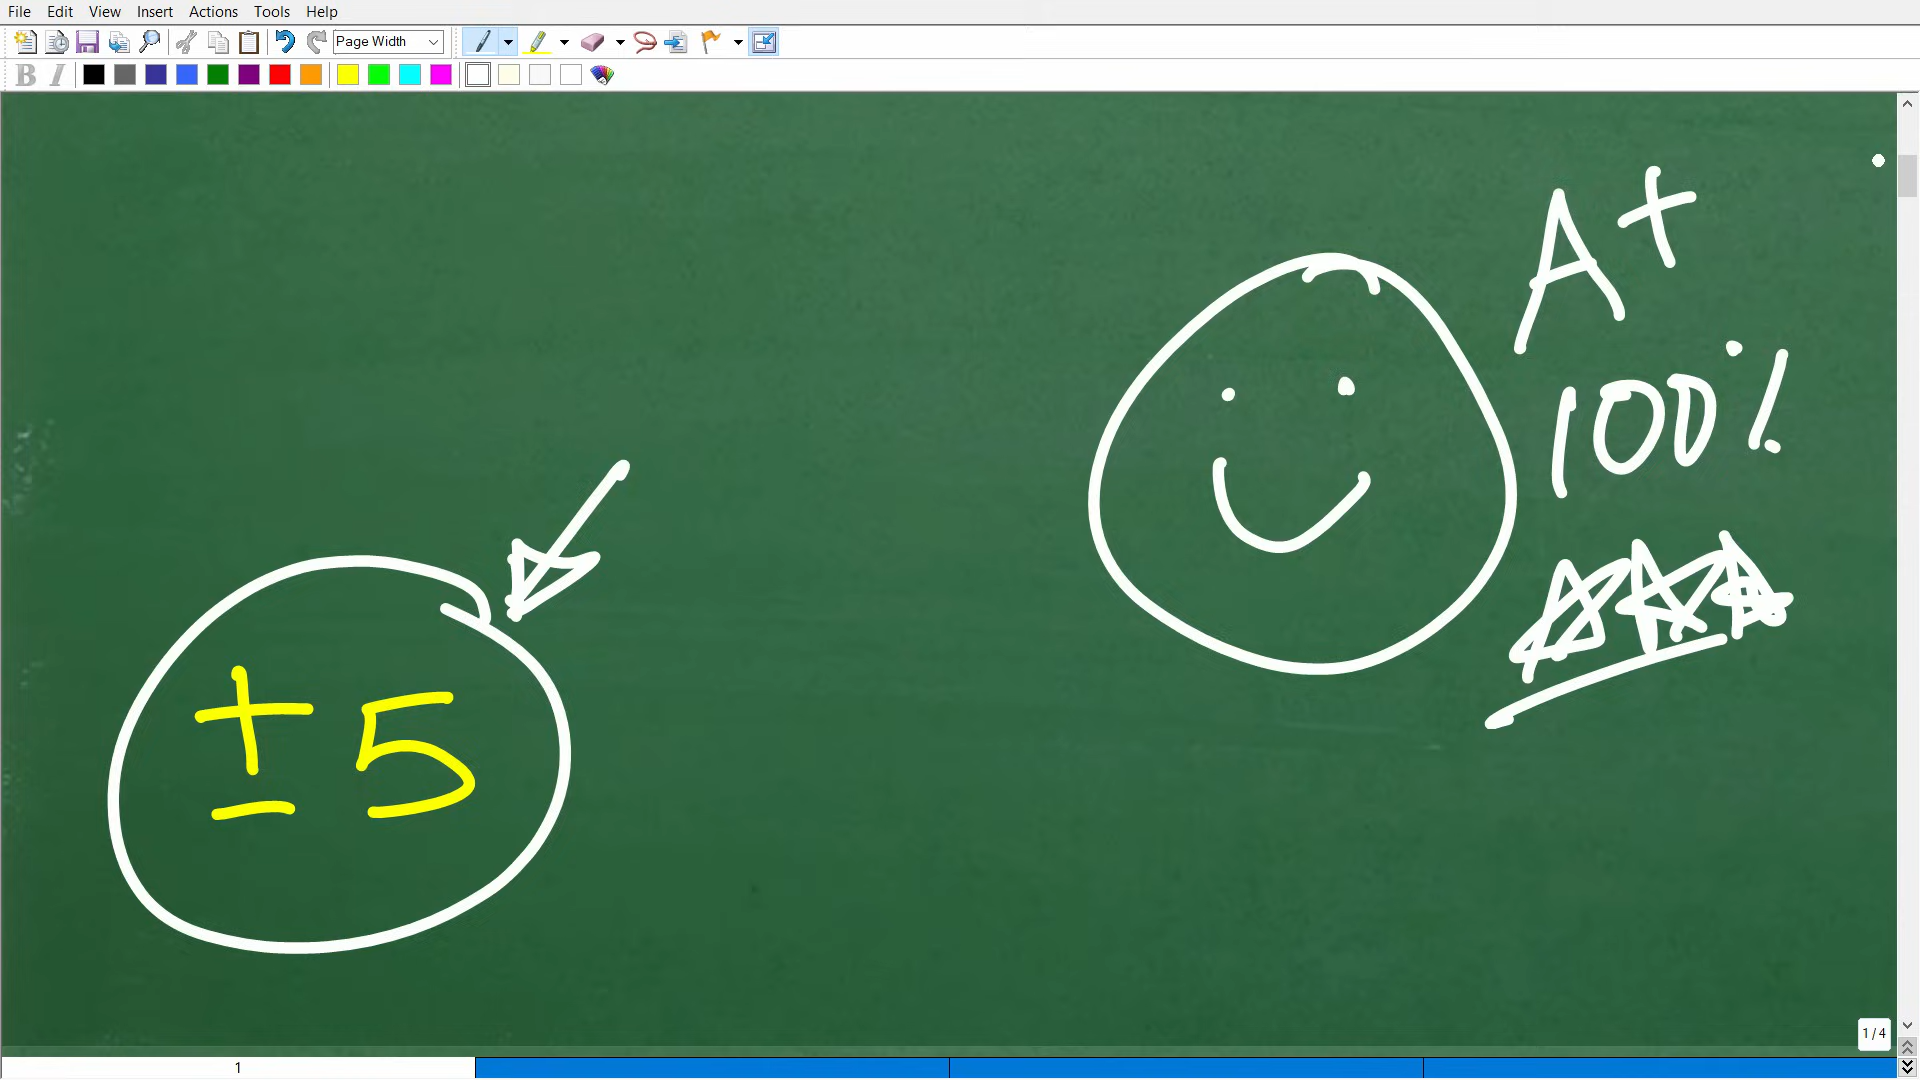 File Edit View Insert Actions Tools Help
Page Width
B I
A+
100%
± 5
1 / 4
1